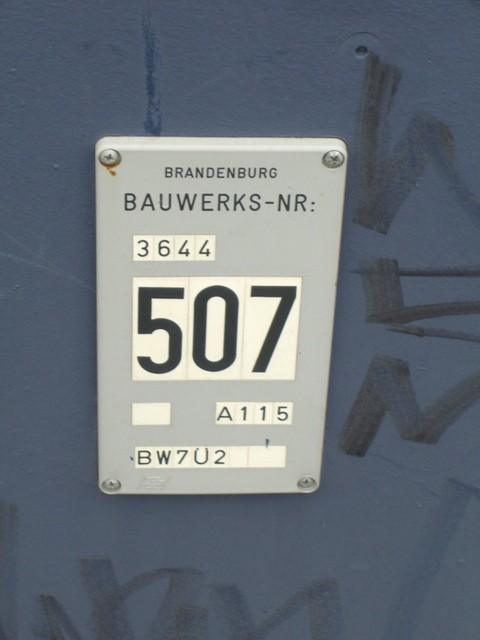 BRANDENBURG
BAUWERKS-NR:
3644
507
A115
BW7Ü2